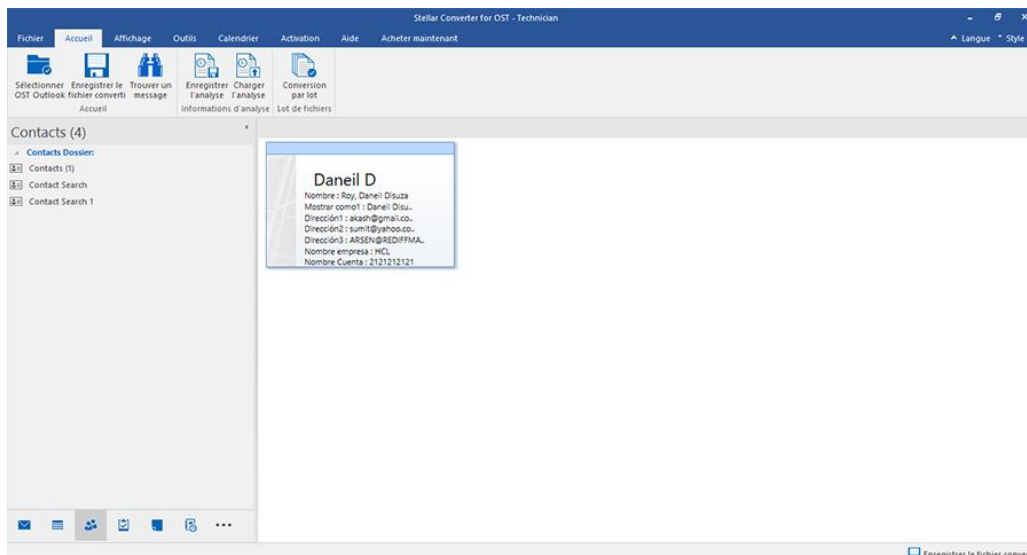 Stellar Converter for OST - Technician
Fichier Accueil Affichage Outils Calendrier Activation Aide Acheter maintenant Langue Style
Sélectionner OST Outlook
Enregistrer le fichier converti
Trouver un message
Enregistrer l'analyse
Charger l'analyse
Conversion par lot
Accueil Informations d'analyse Lot de fichiers
Contacts (4)
Contacts Dossier:
Contacts (1)
Contact Search
Contact Search 1
Daneil D
Nombre : Roy, Daneil Disuza
Mostrar como1 : Daneil Disu..
Dirección1 : akash@gmail.co..
Dirección2 : sumit@yahoo.co..
Dirección3 : ARSEN@REDIFFMA..
Nombre empresa : HCL
Nombre Cuenta : 2121212121
Enregistrer le fichier conver